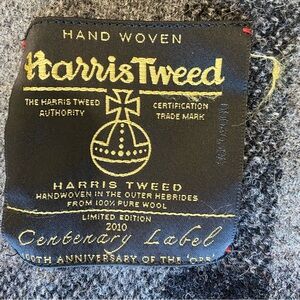 HAND WOVEN
Harris Tweed
THE HARRIS TWEED AUTHORITY
CERTIFICATION TRADE MARK
HARRIS TWEED
HANDWOVEN IN THE OUTER HEBRIDES
FROM 100% PURE WOOL
LIMITED EDITION
2010
Centenary Label
100TH ANNIVERSARY OF THE 'ORB'